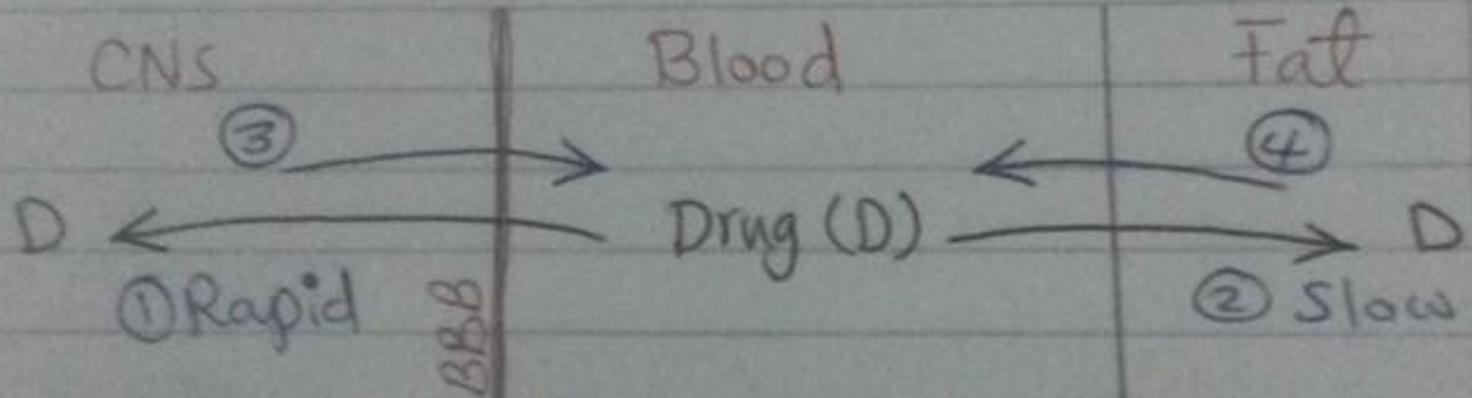 CNS Blood Fat
③ ④
D Drug (D) D
① Rapid ② Slow
BBB